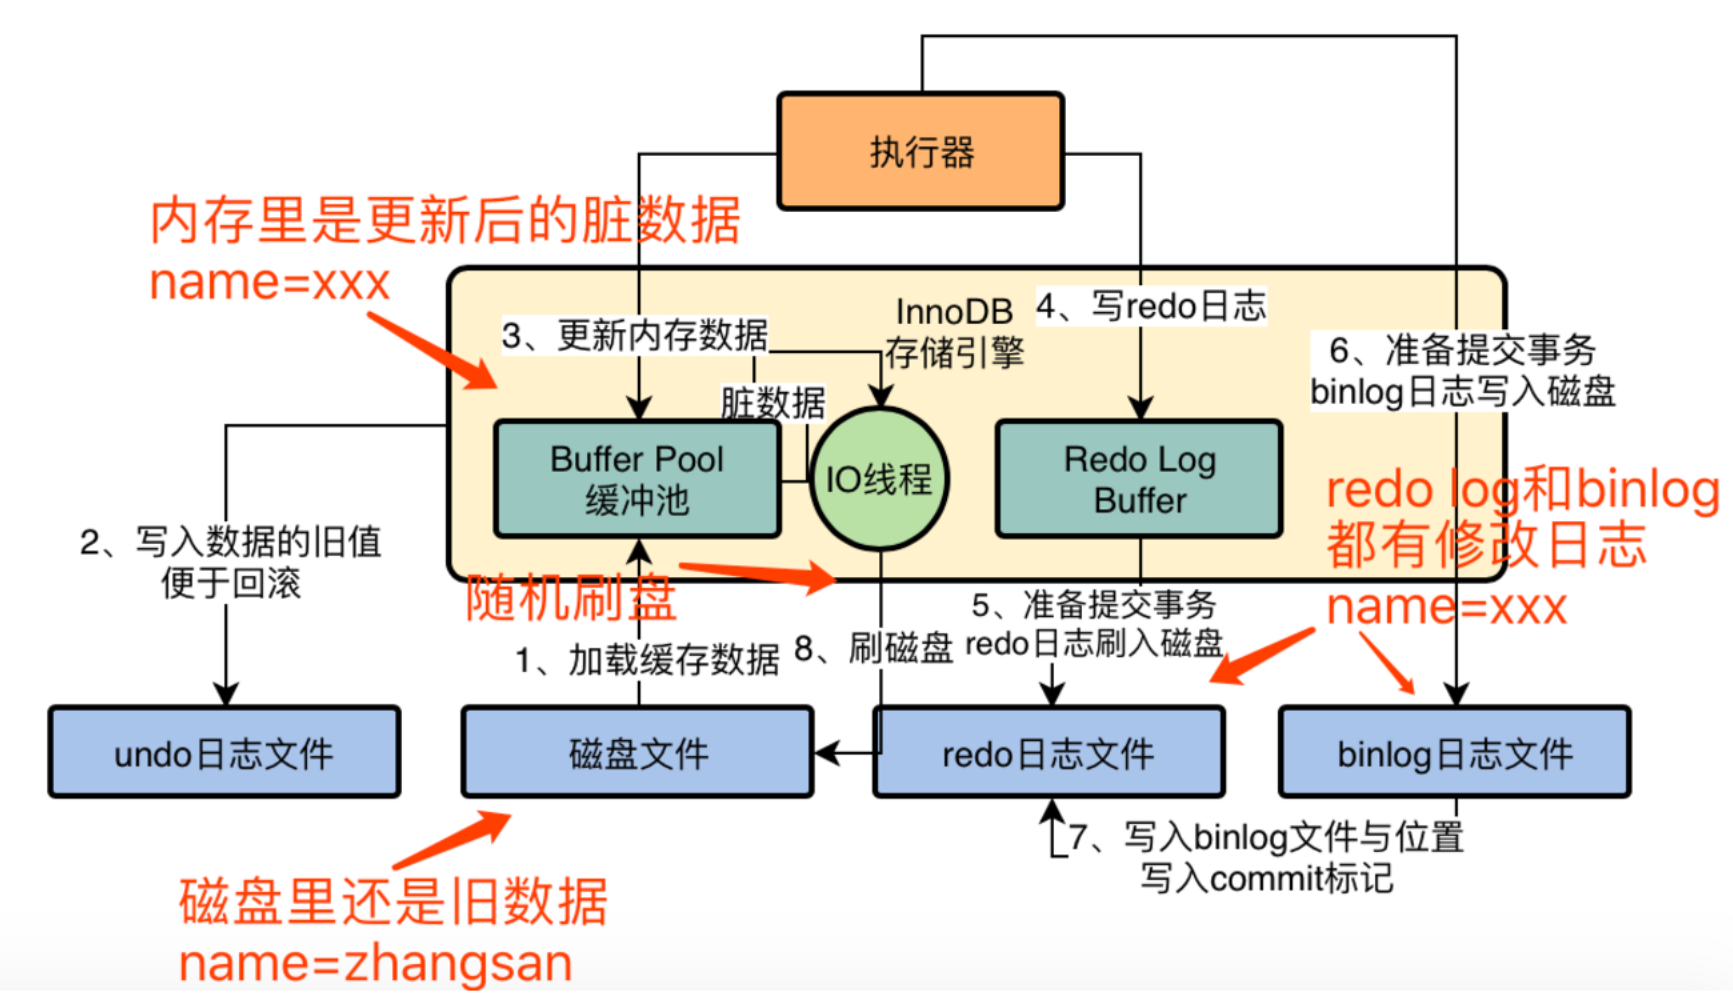 执行器
内存里是更新后的脏数据
name=xxx
InnoDB
存储引擎
3、更新内存数据
4、写redo日志
6、准备提交事务
binlog日志写入磁盘
脏数据
Buffer Pool
缓冲池
IO线程
Redo Log
Buffer
redo log和binlog
都有修改日志
name=xxx
2、写入数据的旧值
便于回滚
随机刷盘
1、加载缓存数据
8、刷磁盘
5、准备提交事务
redo日志刷入磁盘
undo日志文件
磁盘文件
redo日志文件
binlog日志文件
7、写入binlog文件与位置
写入commit标记
磁盘里还是旧数据
name=zhangsan